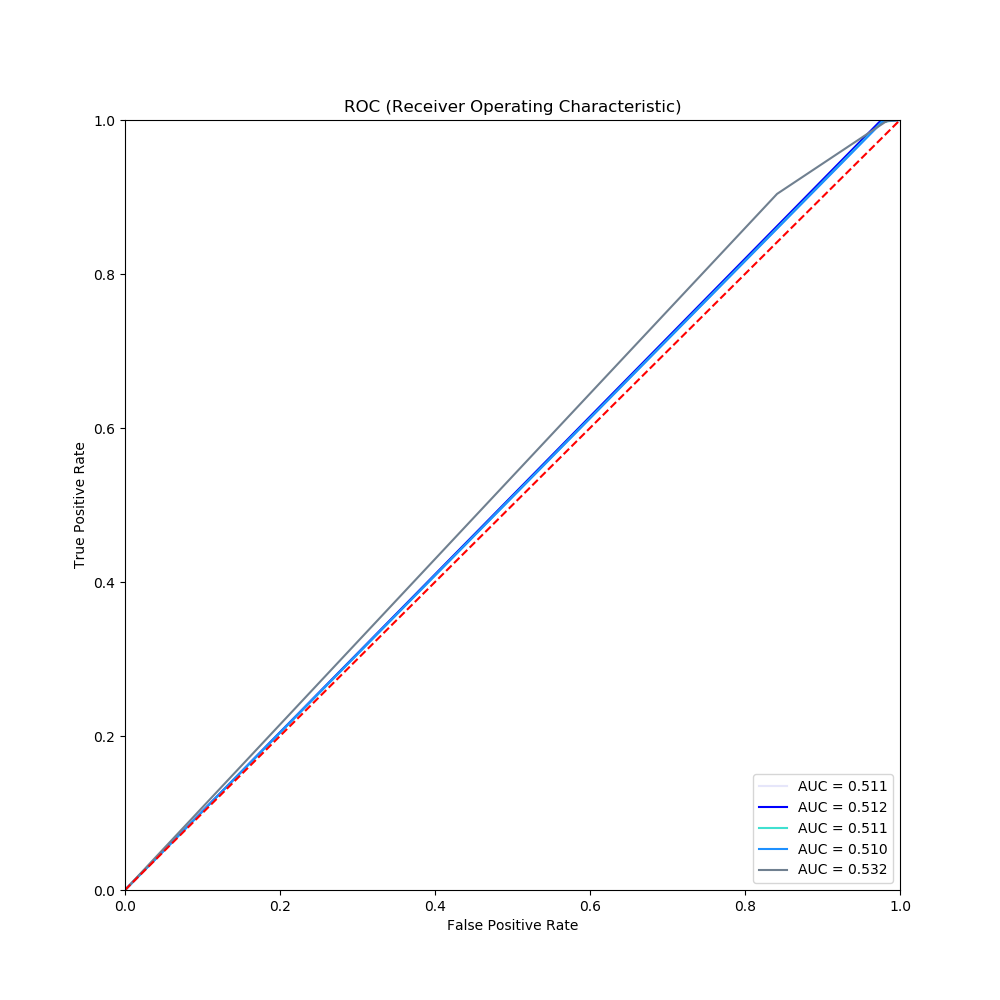 ROC (Receiver Operating Characteristic)
1.0
0.8
0.6
0.4
0.2
0.0
True Positive Rate
AUC = 0.511
AUC = 0.512
AUC = 0.511
AUC = 0.510
AUC = 0.532
0.0 0.2 0.4 0.6 0.8 1.0
False Positive Rate